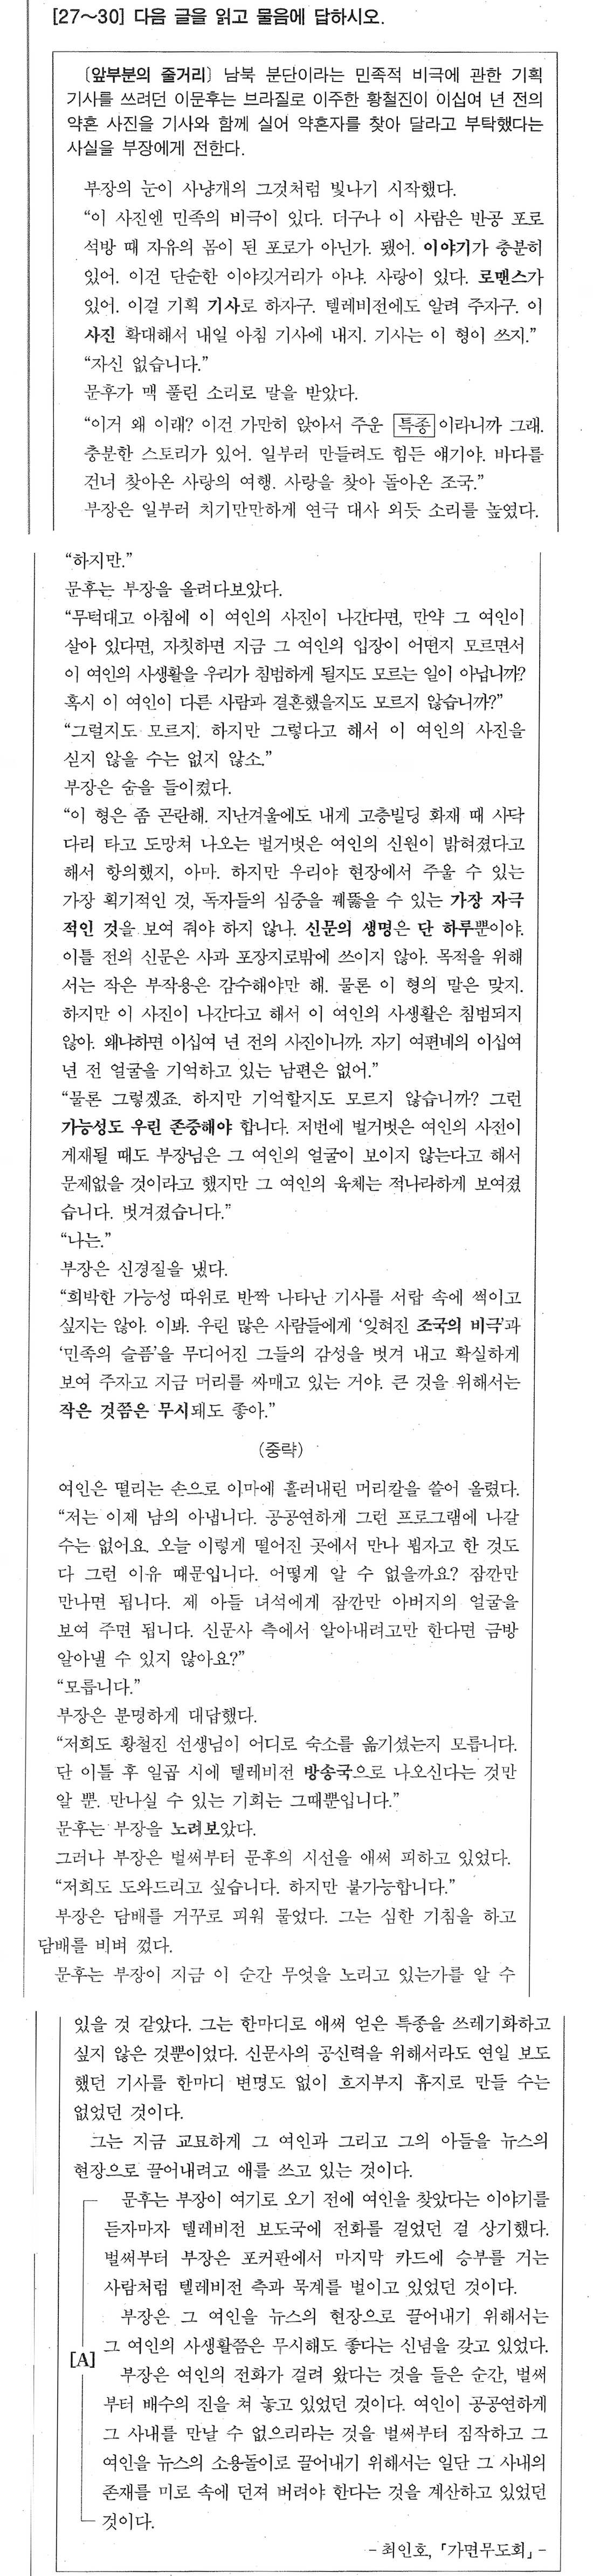 [27～30] 다음 글을 읽고 물음에 답하시오.
〔앞부분의 줄거리〕 남북 분단이라는 민족적 비극에 관한 기획
기사를 쓰려던 이문후는 브라질로 이주한 황철진이 이십여 년 전의
약혼 사진을 기사와 함께 실어 약혼자를 찾아 달라고 부탁했다는
사실을 부장에게 전한다.
부장의 눈이 사냥개의 그것처럼 빛나기 시작했다.
“이 사진엔 민족의 비극이 있다. 더구나 이 사람은 반공 포로
석방 때 자유의 몸이 된 포로가 아닌가. 됐어. 이야기가 충분히
있어. 이건 단순한 이야깃거리가 아냐. 사랑이 있다. 로맨스가
있어. 이걸 기획 기사로 하자구. 텔레비전에도 알려 주자구. 이
사진 확대해서 내일 아침 기사에 내지. 기사는 이 형이 쓰지.”
“자신 없습니다.”
문후가 맥 풀린 소리로 말을 받았다.
“이거 왜 이래? 이건 가만히 앉아서 주운 특종이라니까 그래.
충분한 스토리가 있어. 일부러 만들려도 힘든 얘기야. 바다를
건너 찾아온 사랑의 여행. 사랑을 찾아 돌아온 조국.”
부장은 일부러 치기만만하게 연극 대사 외듯 소리를 높였다.
“하지만.”
문후는 부장을 올려다보았다.
“무턱대고 아침에 이 여인의 사진이 나간다면, 만약 그 여인이
살아 있다면, 자칫하면 지금 그 여인의 입장이 어떤지 모르면서
이 여인의 사생활을 우리가 침범하게 될지도 모르는 일이 아닙니까?
혹시 이 여인이 다른 사람과 결혼했을지도 모르지 않습니까?”
“그럴지도 모르지. 하지만 그렇다고 해서 이 여인의 사진을
싣지 않을 수는 없지 않소.”
부장은 숨을 들이켰다.
“이 형은 좀 곤란해. 지난겨울에도 내게 고층빌딩 화재 때 사닥
다리 타고 도망쳐 나오는 벌거벗은 여인의 신원이 밝혀졌다고
해서 항의했지, 아마. 하지만 우리야 현장에서 주울 수 있는
가장 획기적인 것, 독자들의 심중을 꿰뚫을 수 있는 가장 자극
적인 것을 보여 줘야 하지 않나. 신문의 생명은 단 하루뿐이야.
이틀 전의 신문은 사과 포장지로밖에 쓰이지 않아. 목적을 위해
서는 작은 부작용은 감수해야만 해. 물론 이 형의 말은 맞지.
하지만 이 사진이 나간다고 해서 이 여인의 사생활은 침범되지
않아. 왜냐하면 이십여 년 전의 사진이니까. 자기 여편네의 이십여
년 전 얼굴을 기억하고 있는 남편은 없어.”
“물론 그렇겠죠. 하지만 기억할지도 모르지 않습니까? 그런
가능성도 우린 존중해야 합니다. 저번에 벌거벗은 여인의 사진이
게재될 때도 부장님은 그 여인의 얼굴이 보이지 않는다고 해서
문제없을 것이라고 했지만 그 여인의 육체는 적나라하게 보여졌
습니다. 벗겨졌습니다.”
“나는.”
부장은 신경질을 냈다.
“희박한 가능성 따위로 반짝 나타난 기사를 서랍 속에 썩이고
싶지는 않아. 이봐. 우린 많은 사람들에게 ‘잊혀진 조국의 비극’과
‘민족의 슬픔’을 무디어진 그들의 감성을 벗겨 내고 확실하게
보여 주자고 지금 머리를 싸매고 있는 거야. 큰 것을 위해서는
작은 것쯤은 무시돼도 좋아.”
(중략)
여인은 떨리는 손으로 이마에 흘러내린 머리칼을 쓸어 올렸다.
“저는 이제 남의 아냅니다. 공공연하게 그런 프로그램에 나갈
수는 없어요. 오늘 이렇게 떨어진 곳에서 만나 뵙자고 한 것도
다 그런 이유 때문입니다. 어떻게 알 수 없을까요? 잠깐만
만나면 됩니다. 제 아들 녀석에게 잠깐만 아버지의 얼굴을
보여 주면 됩니다. 신문사 측에서 알아내려고만 한다면 금방
알아낼 수 있지 않아요?”
“모릅니다.”
부장은 분명하게 대답했다.
“저희도 황철진 선생님이 어디로 숙소를 옮기셨는지 모릅니다.
단 이틀 후 일곱 시에 텔레비전 방송국으로 나오신다는 것만
알 뿐. 만나실 수 있는 기회는 그때뿐입니다.”
문후는 부장을 노려보았다.
그러나 부장은 벌써부터 문후의 시선을 애써 피하고 있었다.
“저희도 도와드리고 싶습니다. 하지만 불가능합니다.”
부장은 담배를 거꾸로 피워 물었다. 그는 심한 기침을 하고
담배를 비벼 껐다.
문후는 부장이 지금 이 순간 무엇을 노리고 있는가를 알 수
있을 것 같았다. 그는 한마디로 애써 얻은 특종을 쓰레기화하고
싶지 않은 것뿐이었다. 신문사의 공신력을 위해서라도 연일 보도
했던 기사를 한마디 변명도 없이 흐지부지 휴지로 만들 수는
없었던 것이다.
그는 지금 교묘하게 그 여인과 그리고 그의 아들을 뉴스의
현장으로 끌어내려고 애를 쓰고 있는 것이다.
문후는 부장이 여기로 오기 전에 여인을 찾았다는 이야기를
듣자마자 텔레비전 보도국에 전화를 걸었던 걸 상기했다.
벌써부터 부장은 포커판에서 마지막 카드에 승부를 거는
사람처럼 텔레비전 측과 묵계를 벌이고 있었던 것이다.
부장은 그 여인을 뉴스의 현장으로 끌어내기 위해서는
[A] 그 여인의 사생활쯤은 무시해도 좋다는 신념을 갖고 있었다.
부장은 여인의 전화가 걸려 왔다는 것을 들은 순간, 벌써
부터 배수의 진을 쳐 놓고 있었던 것이다. 여인이 공공연하게
그 사내를 만날 수 없으리라는 것을 벌써부터 짐작하고 그
여인을 뉴스의 소용돌이로 끌어내기 위해서는 일단 그 사내의
존재를 미로 속에 던져 버려야 한다는 것을 계산하고 있었던
것이다.
- 최인호, 「가면무도회」 -